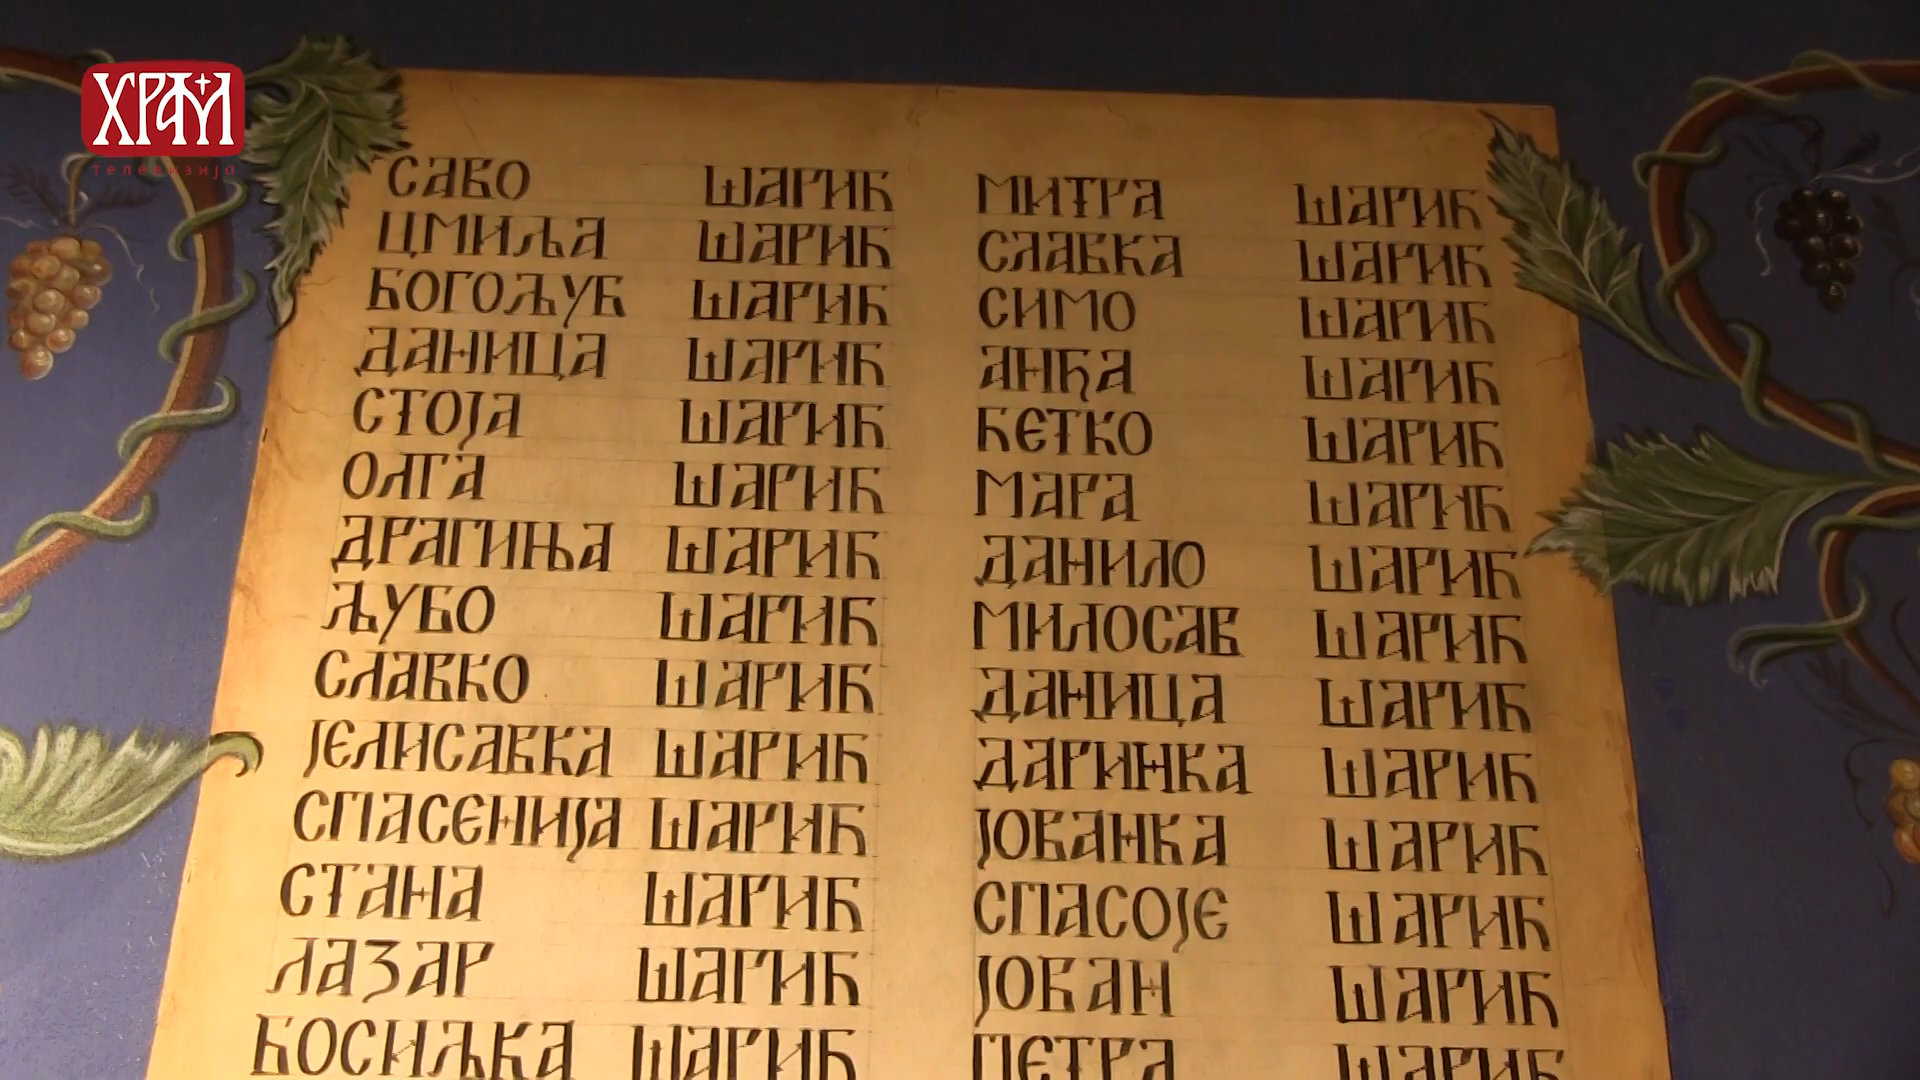 ХРАМ
телевизија
САВО ШАРИЋ
ЦМИЉА ШАРИЋ
БОГОЉУБ ШАРИЋ
ДАНИЦА ШАРИЋ
СТОЈА ШАРИЋ
ОЛГА ШАРИЋ
ДРАГИЊА ШАРИЋ
ЉУБО ШАРИЋ
СЛАВКО ШАРИЋ
ЈЕЛИСАВКА ШАРИЋ
СПАСЕНИЈА ШАРИЋ
СТАНА ШАРИЋ
ЛАЗАР ШАРИЋ
БОСИЉКА ШАРИЋ
МИТРА ШАРИЋ
СЛАВКА ШАРИЋ
СИМО ШАРИЋ
АНЂА ШАРИЋ
ЋЕТКО ШАРИЋ
МАРА ШАРИЋ
ДАНИЛО ШАРИЋ
МИЛОСАВ ШАРИЋ
ДАНИЦА ШАРИЋ
ДАРИНКА ШАРИЋ
ЈОВАНКА ШАРИЋ
СПАСОЈЕ ШАРИЋ
ЈОВАН ШАРИЋ
ПЕТРА ШАРИЋ